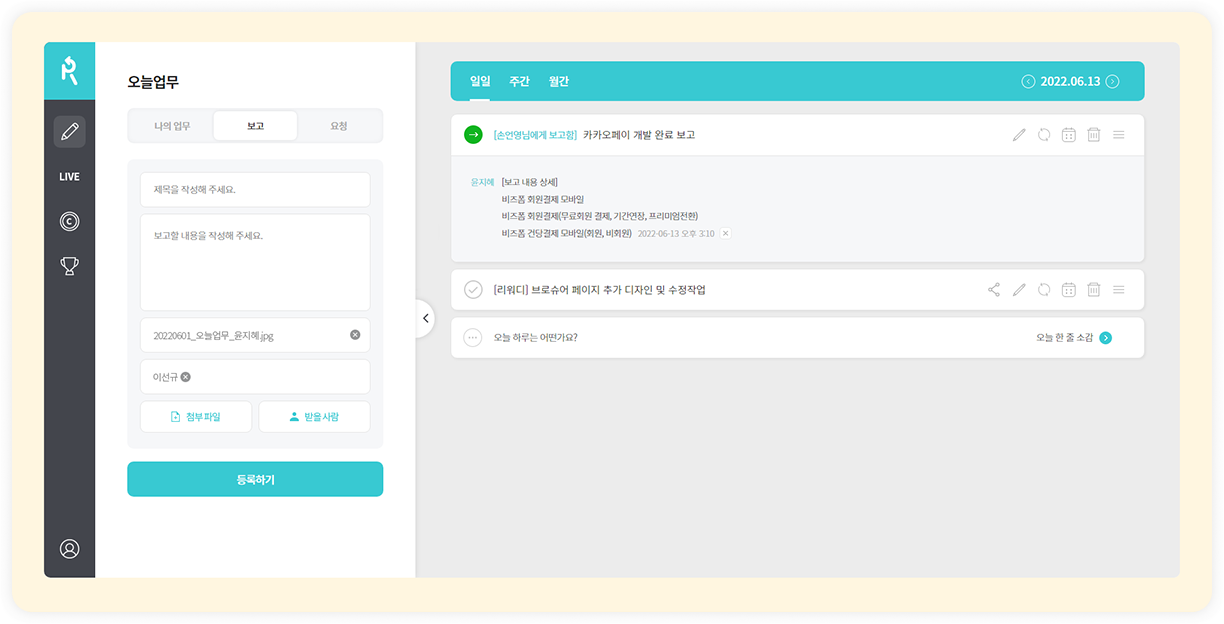 오늘업무
나의 업무 보고 요청
LIVE
제목을 작성해 주세요.
보고할 내용을 작성해 주세요.
20220601_오늘업무_윤지혜.jpg
이선규
첨부파일 받을사람
등록하기
일일 주간 월간 2022.06.13
[손언영님에게 보고함] 카카오페이 개발 완료 보고
윤지혜 [보고 내용 상세]
비즈폼 회원결제 모바일
비즈폼 회원결제(무료회원 결제, 기간연장, 프리미엄전환)
비즈폼 건당결제 모바일(회원, 비회원) 2022-06-13 오후 3:10
[리워디] 브로슈어 페이지 추가 디자인 및 수정작업
오늘 하루는 어떤가요? 오늘 한 줄 소감